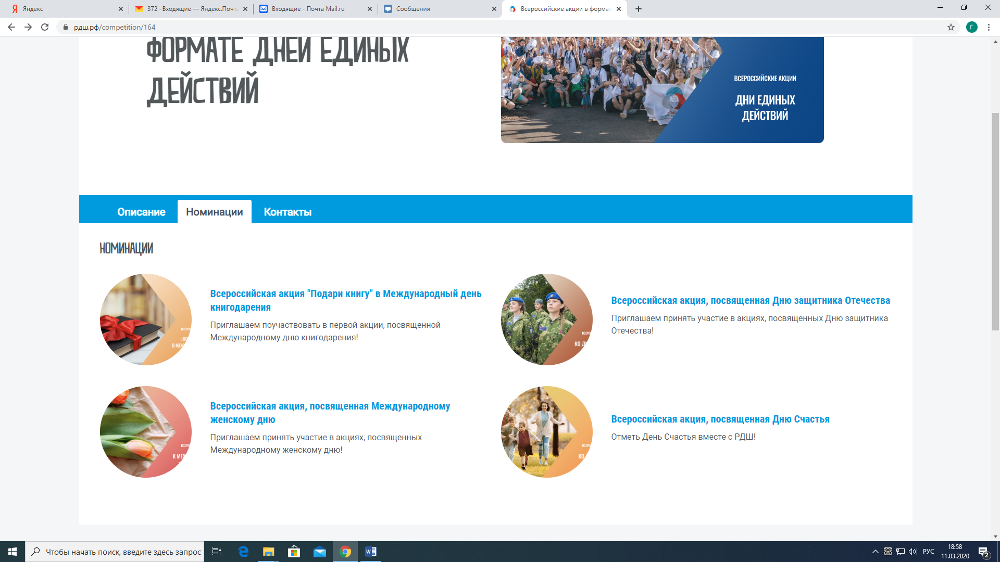 Яндекс
372 · Входящие — Яндекс.Почта
Входящие - Почта Mail.ru
Сообщения
Всероссийские акции в формат
рдш.рф/competition/164
Г
ФОРМАТЕ ДНЕЙ ЕДИНЫХ
ДЕЙСТВИЙ
ВСЕРОССИЙСКИЕ АКЦИИ
ДНИ ЕДИНЫХ
ДЕЙСТВИЙ
Описание
Номинации
Контакты
НОМИНАЦИИ
Всероссийская акция "Подари книгу" в Международный день
книгодарения
Приглашаем поучаствовать в первой акции, посвященной
Международному дню книгодарения!
Всероссийская акция, посвященная Дню защитника Отечества
Приглашаем принять участие в акциях, посвященных Дню защитника
Отечества!
Всероссийская акция, посвященная Международному
женскому дню
Приглашаем принять участие в акциях, посвященных
Международному женскому дню!
Всероссийская акция, посвященная Дню Счастья
Отметь День Счастья вместе с РДШ!
Чтобы начать поиск, введите здесь запрос
РУС
18:58
11.03.2020
2